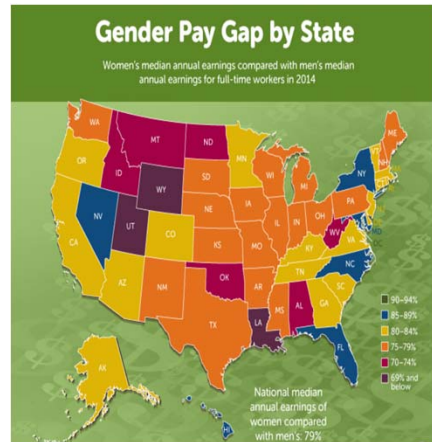 Gender Pay Gap by State
Women's median annual earnings compared with men's median
annual earnings for full-time workers in 2014
WA
MT
ND
MN
ME
OR
ID
SD
WI
MI
NY
NH
WY
NV
UT
NE
IA
PA
CA
CO
IL
IN
OH
WV
VA
KS
MO
KY
AZ
NM
OK
AR
TN
NC
SC
TX
LA
MS
AL
GA
FL
AK
HI
90–94%
85–89%
80–84%
75–79%
70–74%
69% and
below
National median
annual earnings of
women compared
with men's: 79%